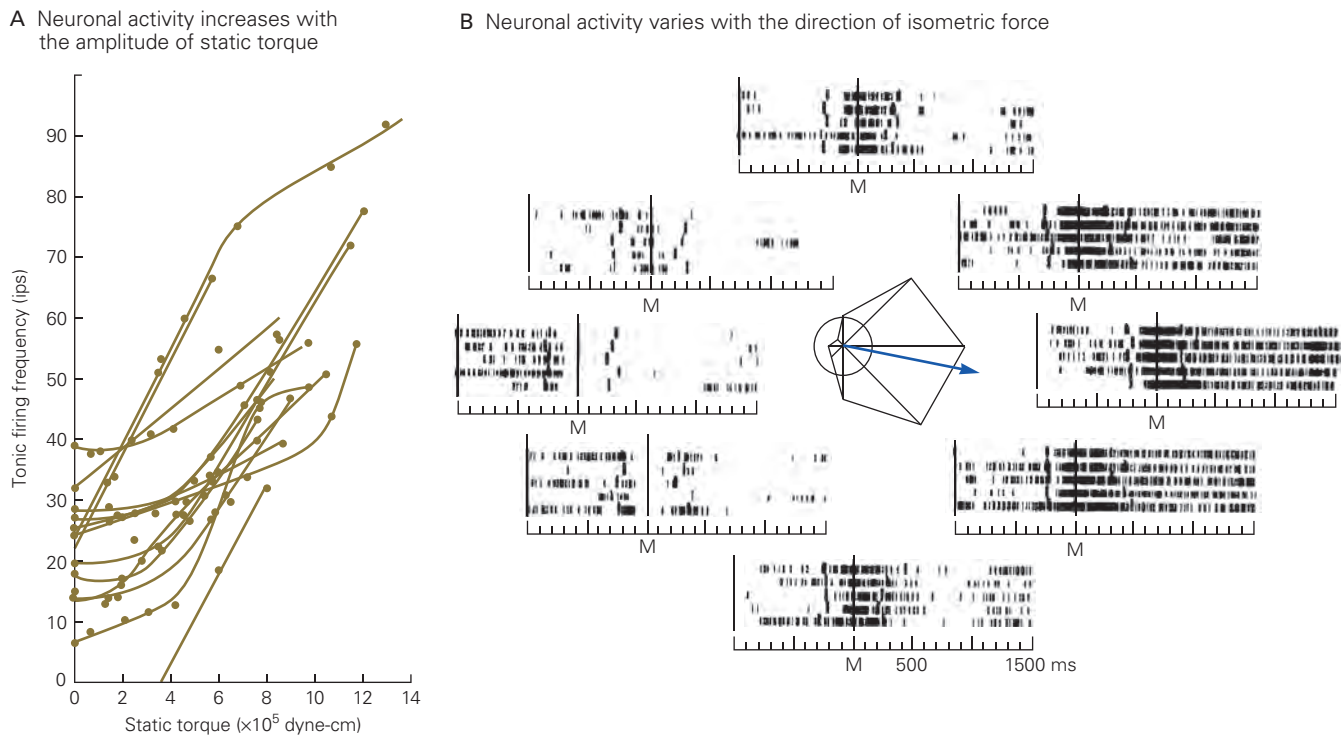 A Neuronal activity increases with
the amplitude of static torque
90
80
70
60
50
40
30
20
10
0
Tonic firing frequency (ips)
0 2 4 6 8 10 12 14
Static torque (×10⁵ dyne-cm)
B Neuronal activity varies with the direction of isometric force
M
M
M
M
M
M
M
M 500 1500 ms